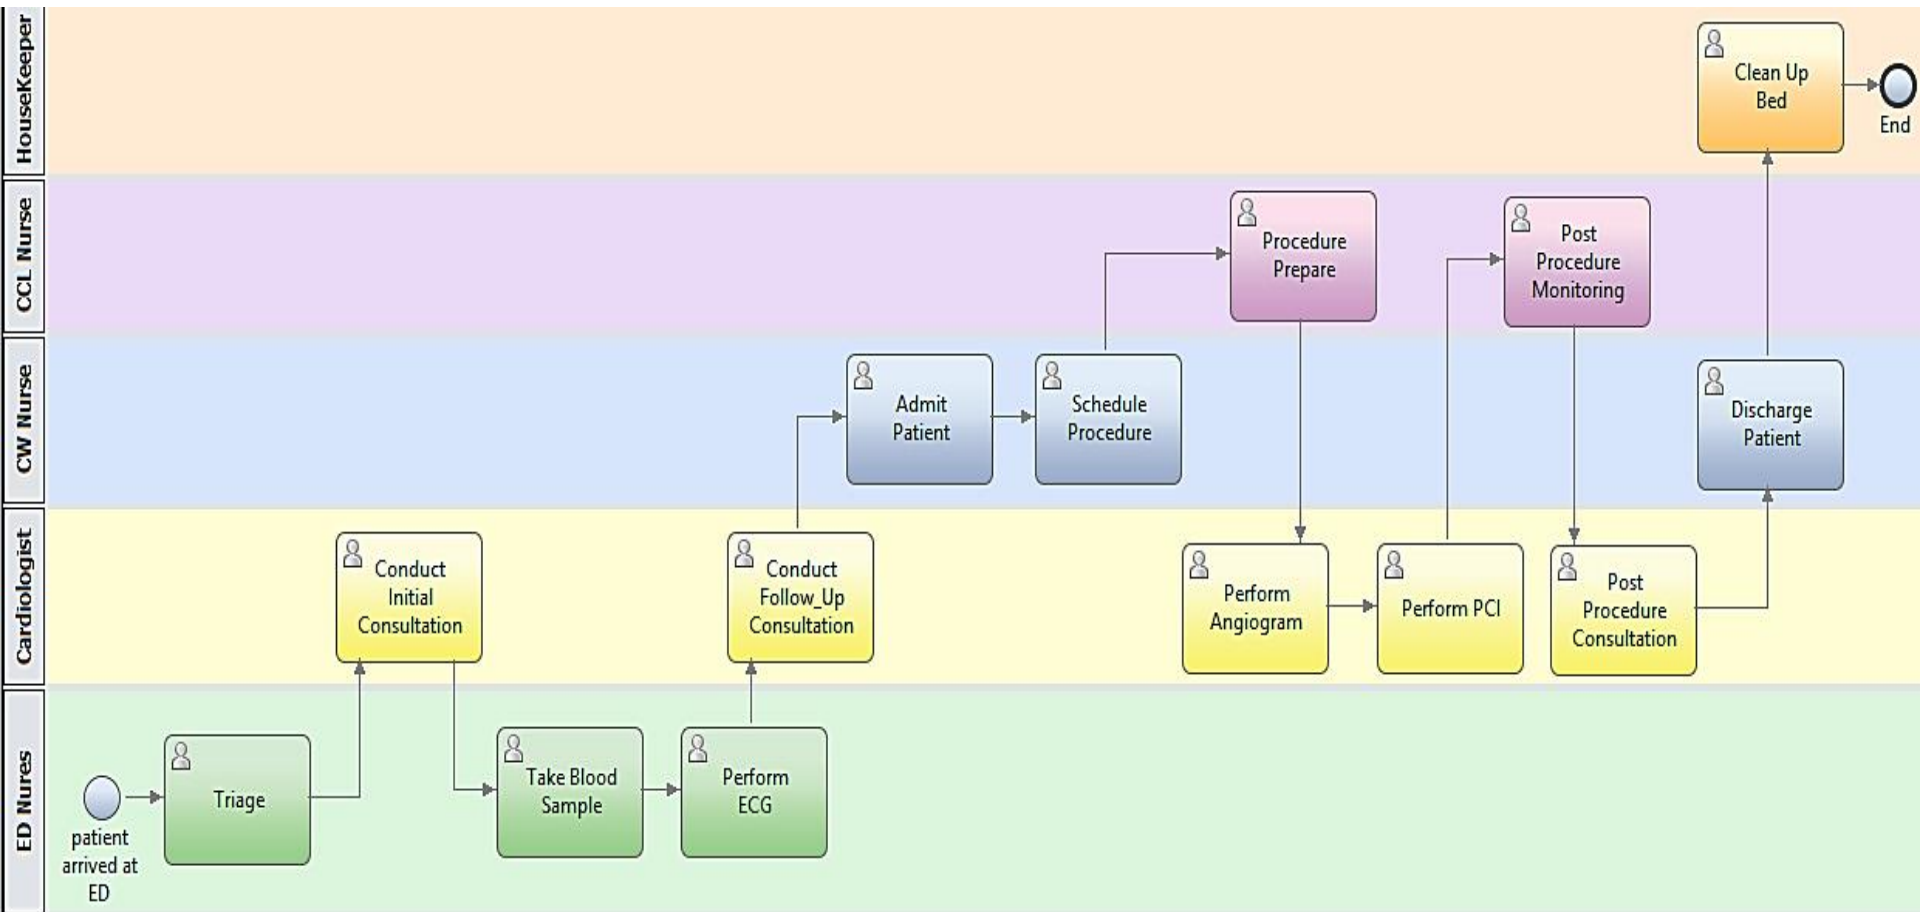 HouseKeeper
Clean Up
Bed
End
CCL Nurse
Procedure
Prepare
Post
Procedure
Monitoring
CW Nurse
Admit
Patient
Schedule
Procedure
Discharge
Patient
Cardiologist
Conduct
Initial
Consultation
Conduct
Follow_Up
Consultation
Perform
Angiogram
Perform PCI
Post
Procedure
Consultation
ED Nures
patient
arrived at
ED
Triage
Take Blood
Sample
Perform
ECG